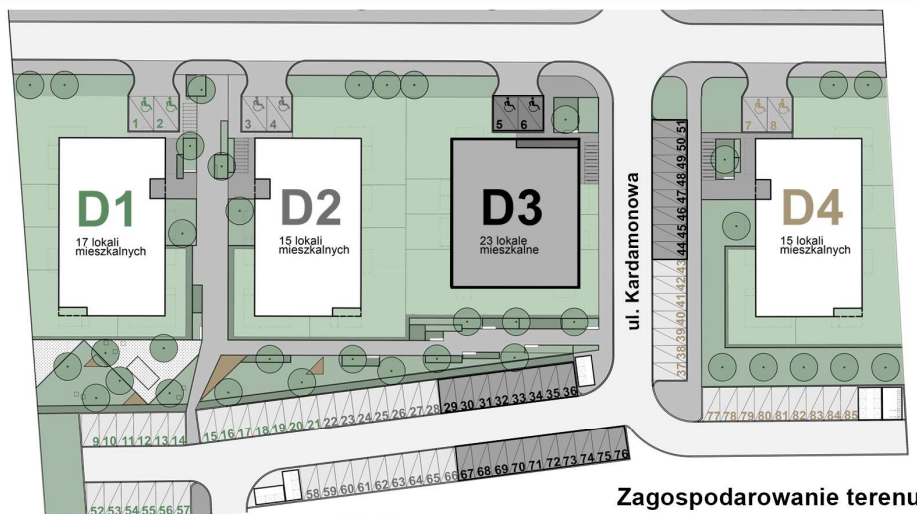 1 2
3 4
5 6
7 8
D1
17 lokali
mieszkalnych
D2
15 lokali
mieszkalnych
D3
23 lokale
mieszkalne
D4
15 lokali
mieszkalnych
ul. Kardamonowa
51
50
49
48
47
46
45
44
43
42
41
40
39
38
37
9 10 11 12 13 14
15 16 17 18 19 20 21 22 23 24 25 26 27 28 29 30 31 32 33 34 35 36
77 78 79 80 81 82 83 84 85
52 53 54 55 56 57
58 59 60 61 62 63 64 65 66 67 68 69 70 71 72 73 74 75 76
Zagospodarowanie terenu